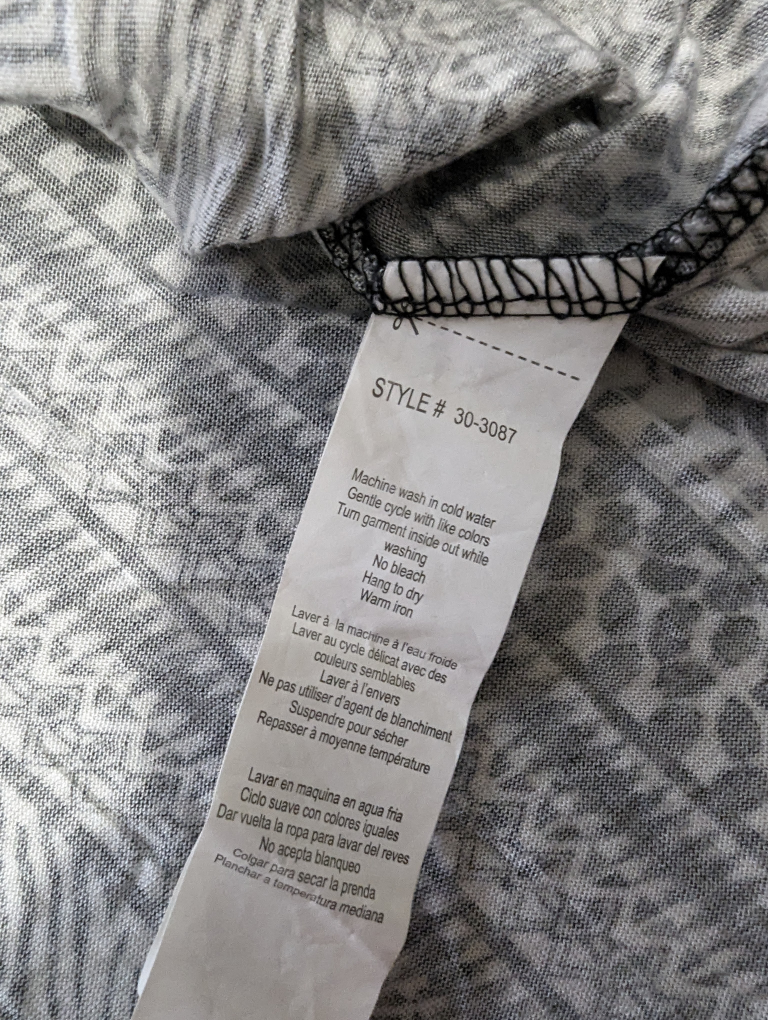 STYLE # 30-3087
Machine wash in cold water
Gentle cycle with like colors
Turn garment inside out while
washing
No bleach
Hang to dry
Warm iron
Laver à la machine à l'eau froide
Laver au cycle délicat avec des
couleurs semblables
Laver à l'envers
Ne pas utiliser d'agent de blanchiment
Suspendre pour sécher
Repasser à moyenne température
Lavar en maquina en agua fria
Ciclo suave con colores iguales
Dar vuelta la ropa para lavar del reves
No acepta blanqueo
Colgar para secar la prenda
Planchar a temperatura mediana